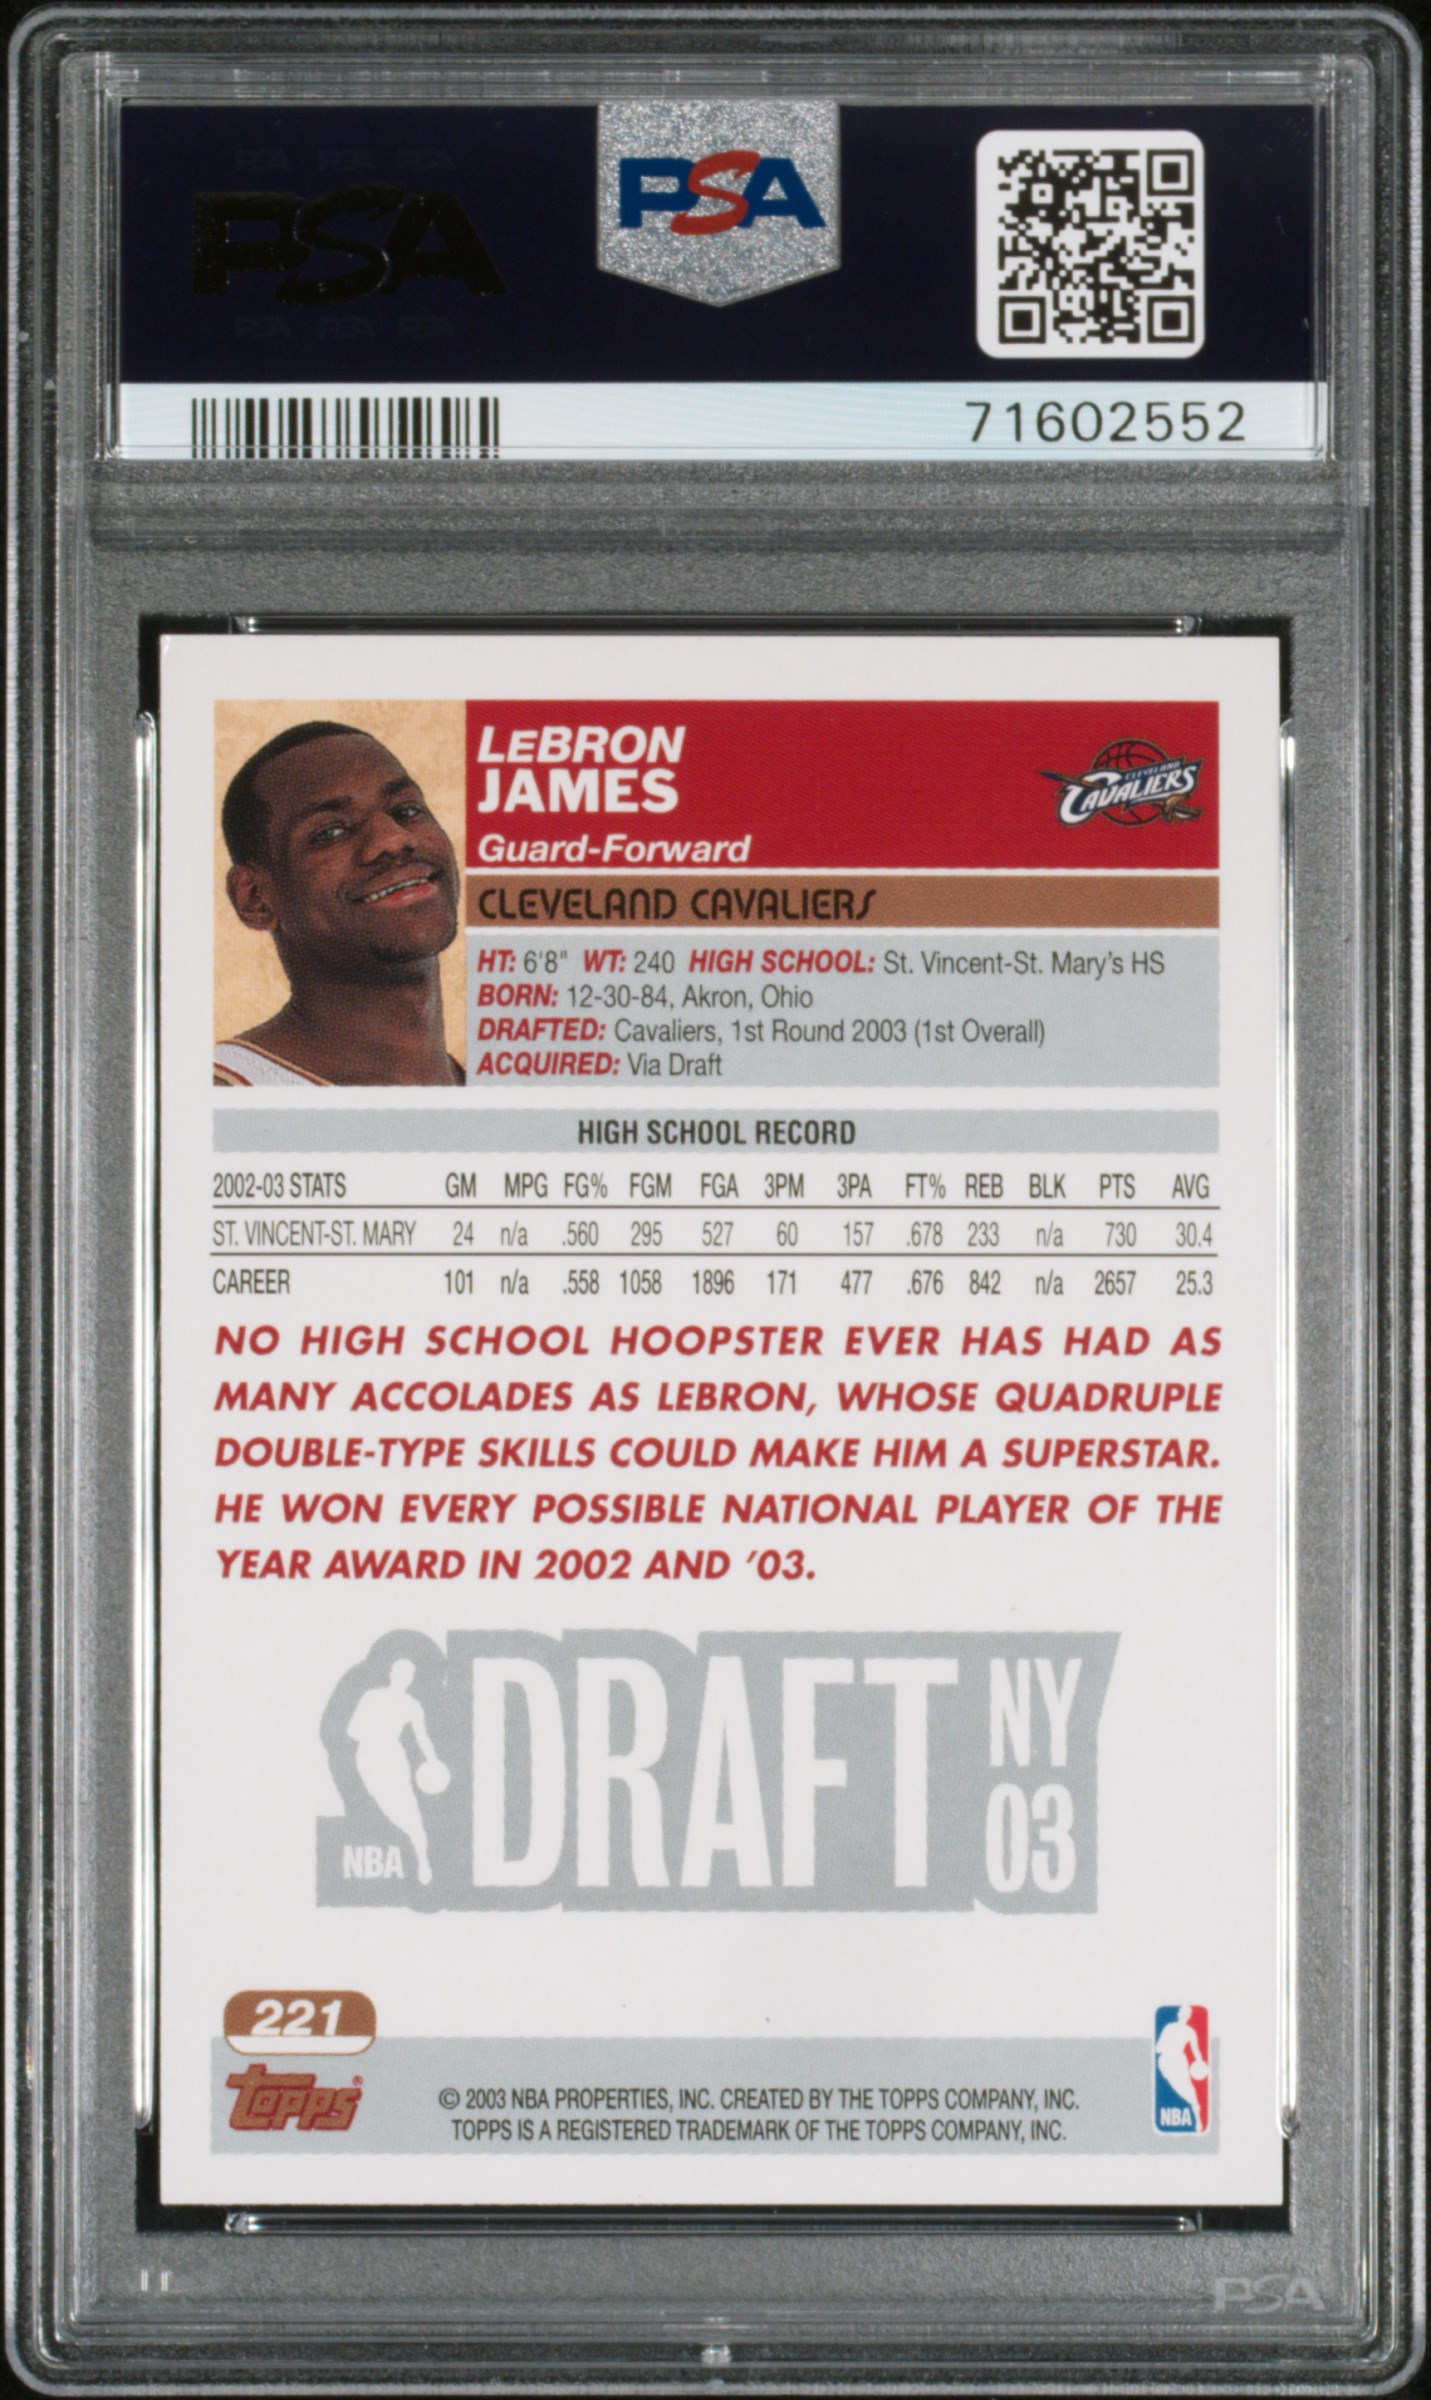 PSA PSA PSA
PSA
PSA PSA PSA
PSA
71602552
LEBRON
JAMES
Guard-Forward
CLEVELAND
CAVALIERS
CLEVELAND CAVALIERS
HT: 6'8" WT: 240 HIGH SCHOOL: St. Vincent-St. Mary's HS
BORN: 12-30-84, Akron, Ohio
DRAFTED: Cavaliers, 1st Round 2003 (1st Overall)
ACQUIRED: Via Draft
HIGH SCHOOL RECORD
2002-03 STATS GM MPG FG% FGM FGA 3PM 3PA FT% REB BLK PTS AVG
ST. VINCENT-ST. MARY 24 n/a .560 295 527 60 157 .678 233 n/a 730 30.4
CAREER 101 n/a .558 1058 1896 171 477 .676 842 n/a 2657 25.3
NO HIGH SCHOOL HOOPSTER EVER HAS HAD AS
MANY ACCOLADES AS LEBRON, WHOSE QUADRUPLE
DOUBLE-TYPE SKILLS COULD MAKE HIM A SUPERSTAR.
HE WON EVERY POSSIBLE NATIONAL PLAYER OF THE
YEAR AWARD IN 2002 AND '03.
NBA DRAFT NY
03
221
Topps®
© 2003 NBA PROPERTIES, INC. CREATED BY THE TOPPS COMPANY, INC.
TOPPS IS A REGISTERED TRADEMARK OF THE TOPPS COMPANY, INC.
NBA
PSA